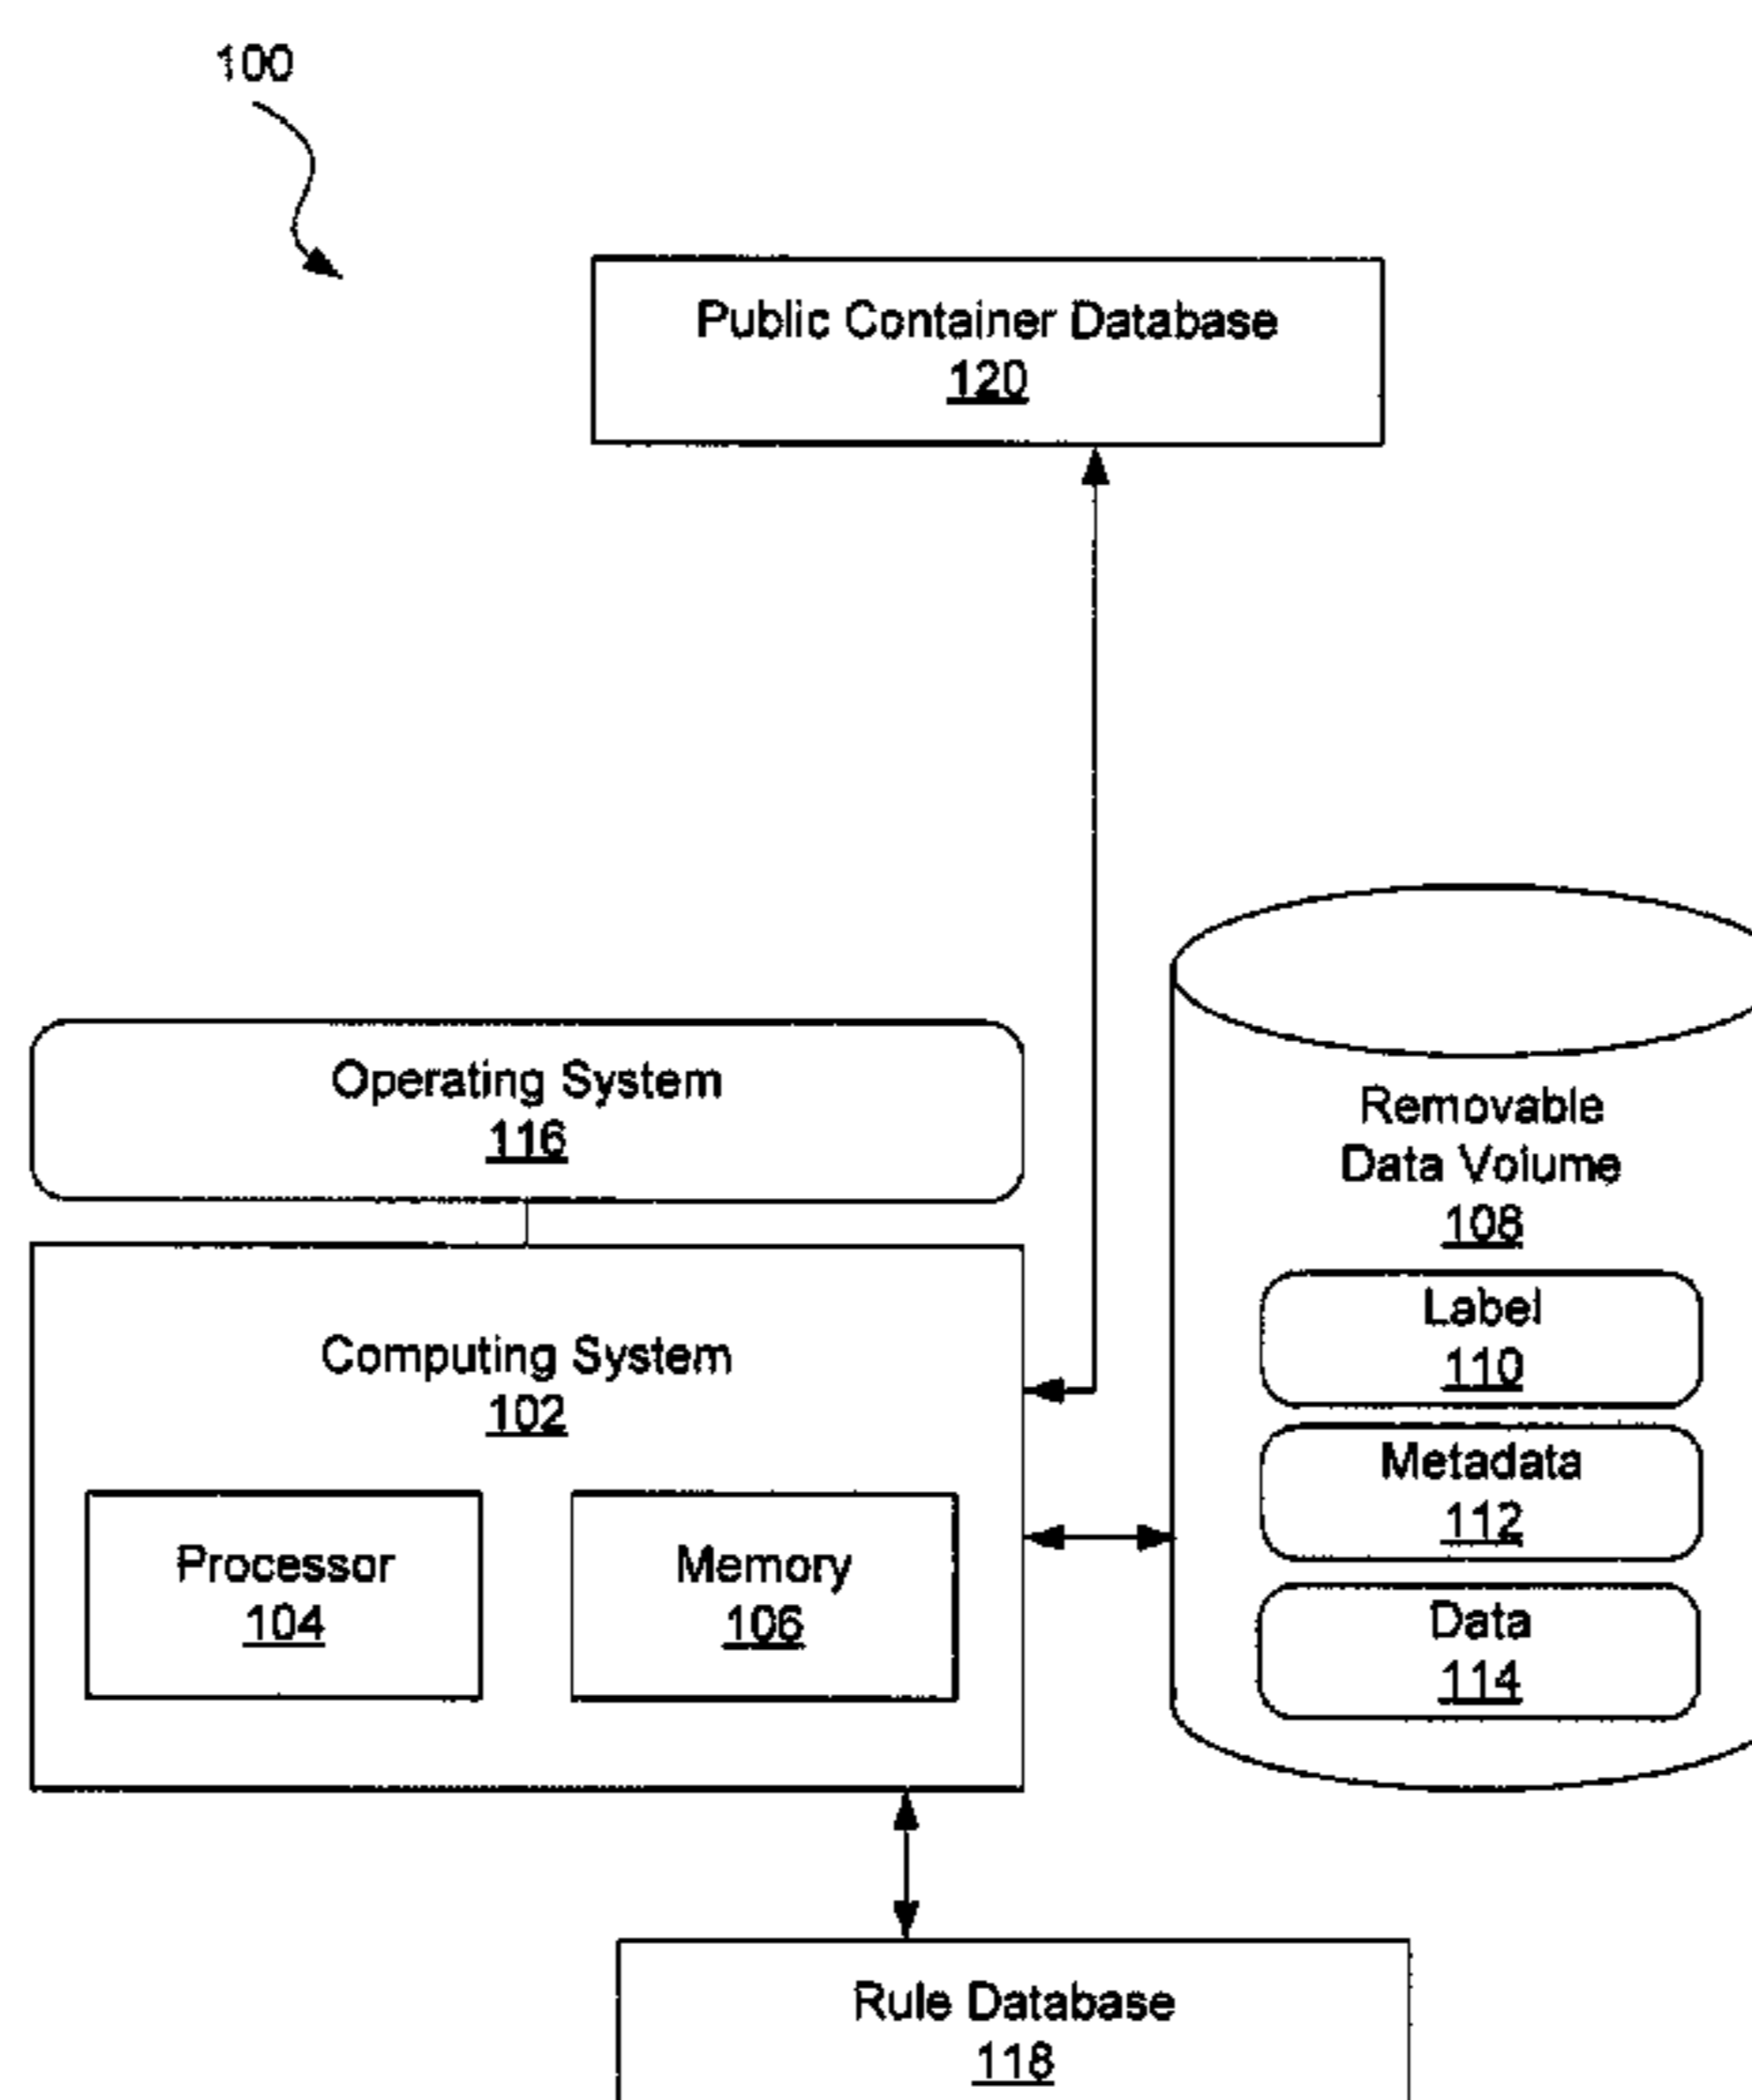 100
Public Container Database
120
Operating System
116
Removable
Data Volume
108
Label
110
Computing System
102
Metadata
112
Processor
104
Memory
106
Data
114
Rule Database
118